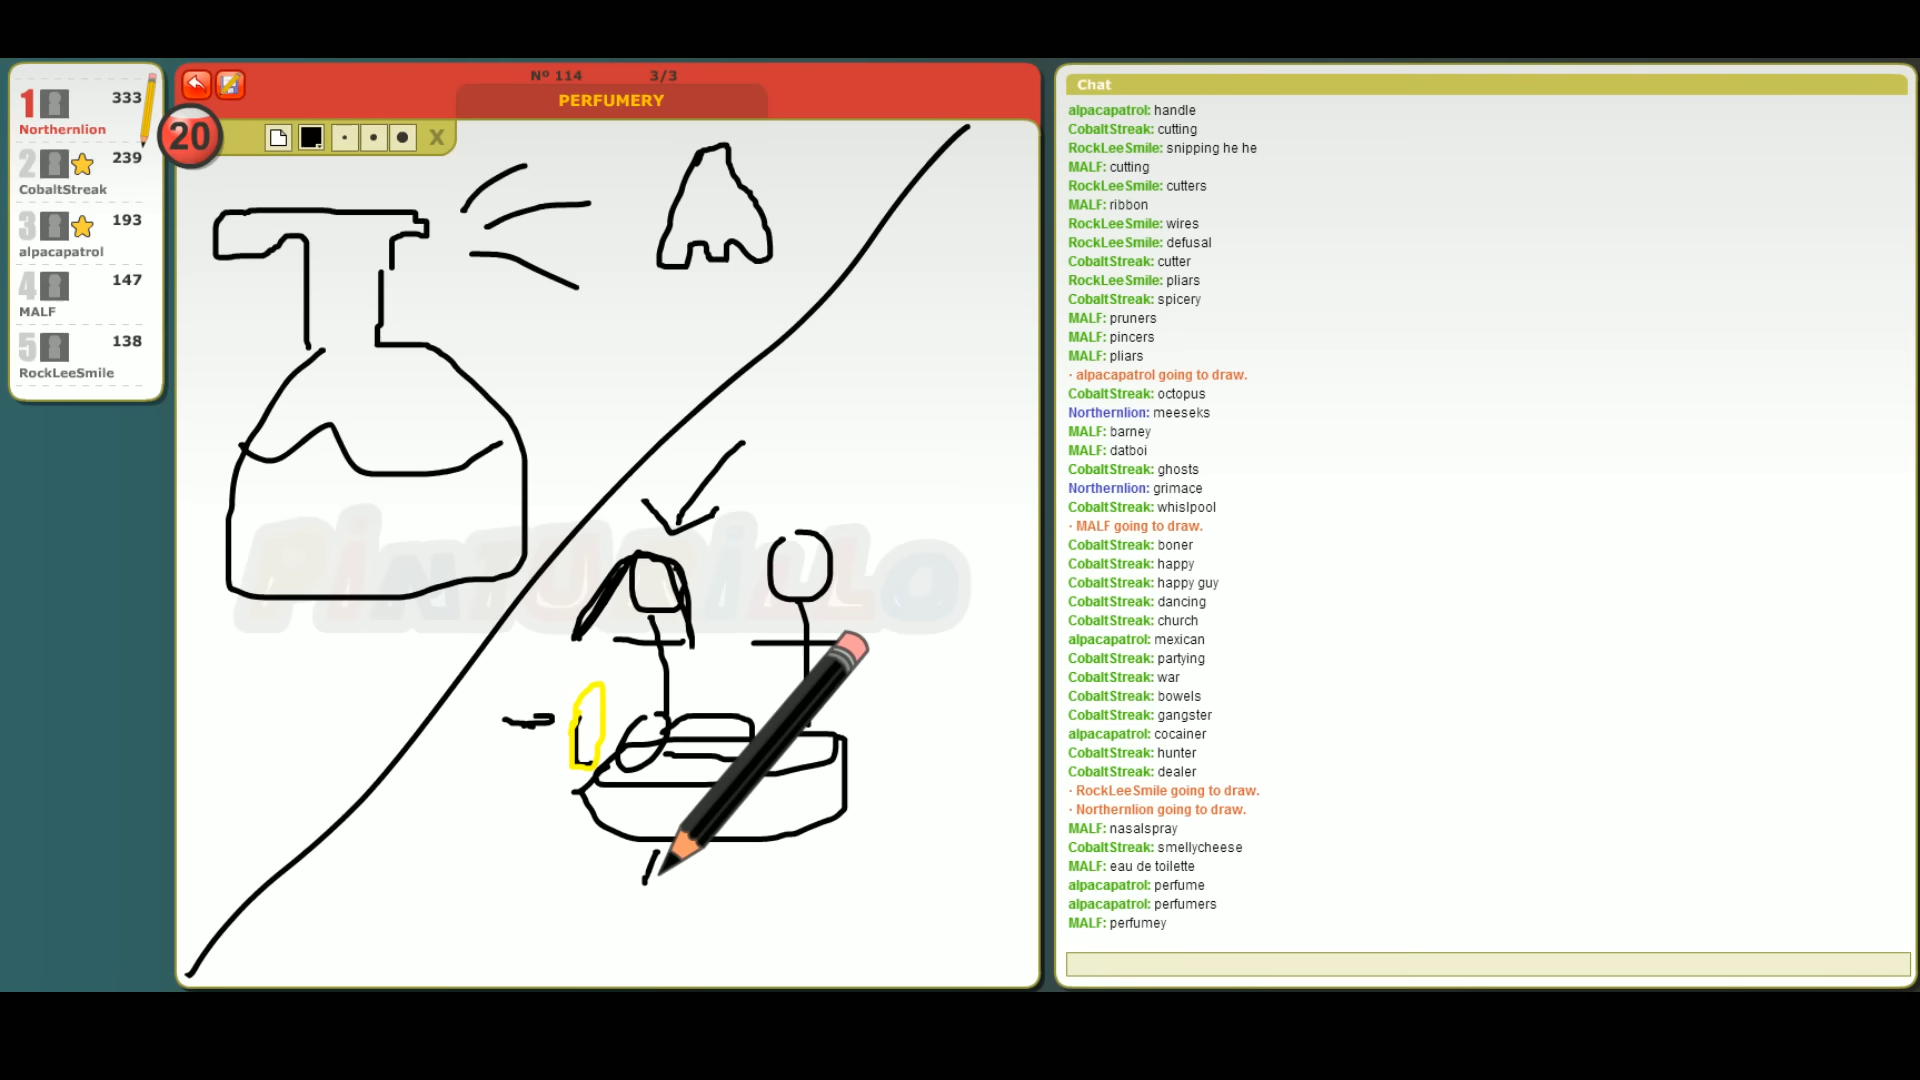 Nº 114 3/3
PERFUMERY
20
X
1 333
Northernlion
2 239
CobaltStreak
3 193
alpacapatrol
4 147
MALF
5 138
RockLeeSmile
PINTURILLO
Chat
alpacapatrol: handle
CobaltStreak: cutting
RockLeeSmile: snipping he he
MALF: cutting
RockLeeSmile: cutters
MALF: ribbon
RockLeeSmile: wires
RockLeeSmile: defusal
CobaltStreak: cutter
RockLeeSmile: pliars
CobaltStreak: spicery
MALF: pruners
MALF: pincers
MALF: pliars
· alpacapatrol going to draw.
CobaltStreak: octopus
Northernlion: meeseks
MALF: barney
MALF: datboi
CobaltStreak: ghosts
Northernlion: grimace
CobaltStreak: whislpool
· MALF going to draw.
CobaltStreak: boner
CobaltStreak: happy
CobaltStreak: happy guy
CobaltStreak: dancing
CobaltStreak: church
alpacapatrol: mexican
CobaltStreak: partying
CobaltStreak: war
CobaltStreak: bowels
CobaltStreak: gangster
alpacapatrol: cocainer
CobaltStreak: hunter
CobaltStreak: dealer
· RockLeeSmile going to draw.
· Northernlion going to draw.
MALF: nasalspray
CobaltStreak: smellycheese
MALF: eau de toilette
alpacapatrol: perfume
alpacapatrol: perfumers
MALF: perfumey